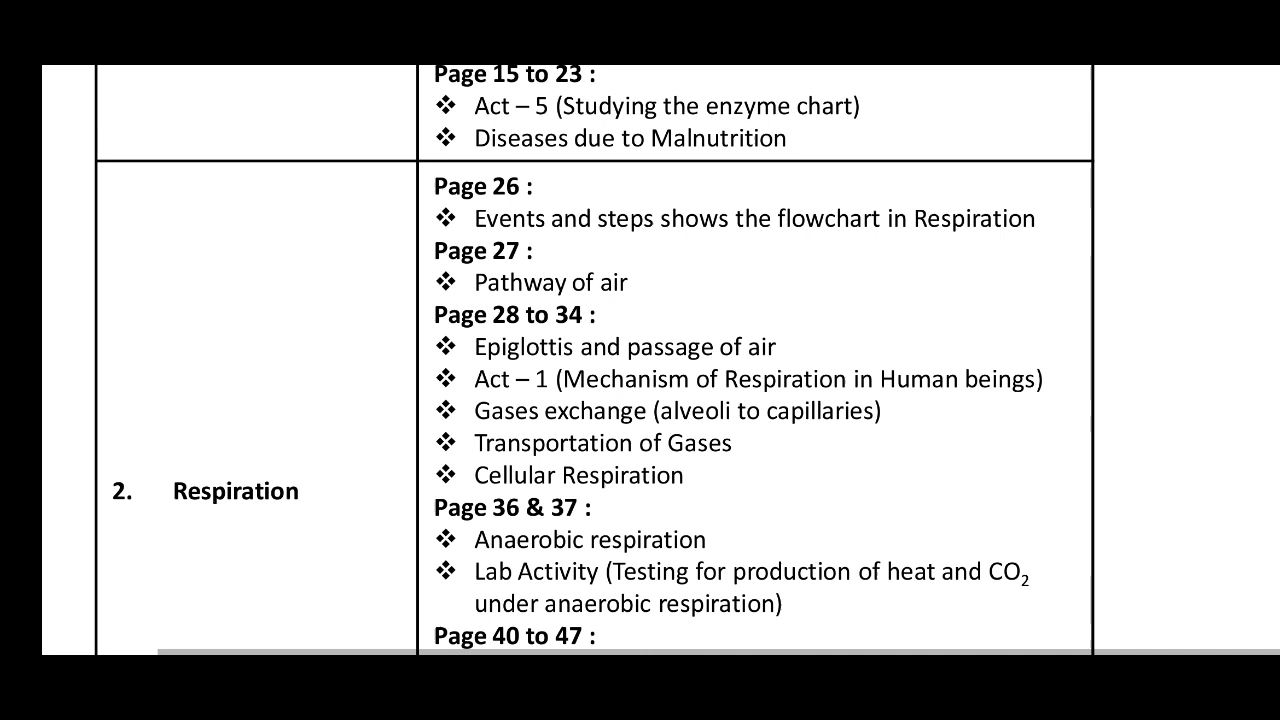 Page 15 to 23 :
❖ Act – 5 (Studying the enzyme chart)
❖ Diseases due to Malnutrition
2. Respiration
Page 26 :
❖ Events and steps shows the flowchart in Respiration
Page 27 :
❖ Pathway of air
Page 28 to 34 :
❖ Epiglottis and passage of air
❖ Act – 1 (Mechanism of Respiration in Human beings)
❖ Gases exchange (alveoli to capillaries)
❖ Transportation of Gases
❖ Cellular Respiration
Page 36 & 37 :
❖ Anaerobic respiration
❖ Lab Activity (Testing for production of heat and CO₂
under anaerobic respiration)
Page 40 to 47 :